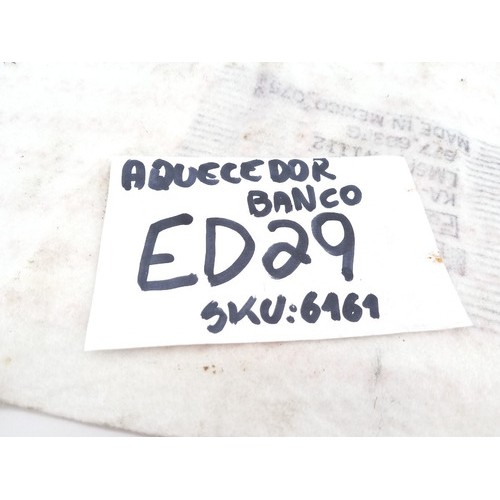 AQUECEDOR
BANCO
ED29
SKU:6161
MADE IN MEXICO